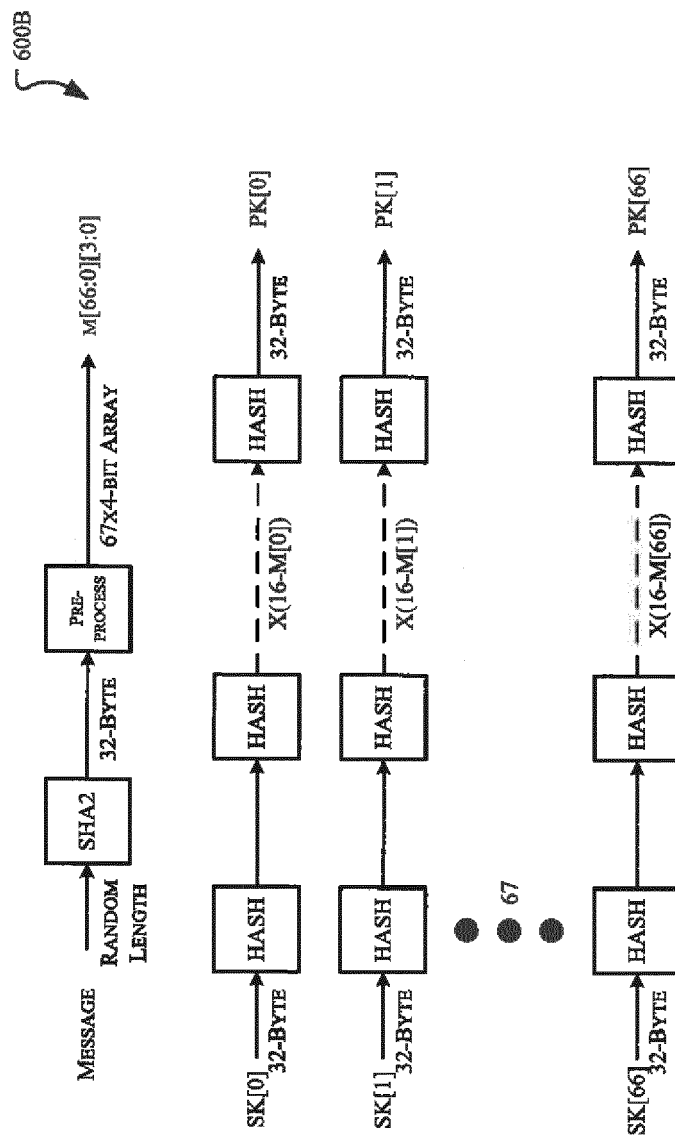 600B
MESSAGE
RANDOM
LENGTH
SHA2
32-BYTE
PRE-
PROCESS
67X4-BIT ARRAY
M[66:0][3:0]
SK[0]
32-BYTE
HASH
HASH
X(16-M[0])
HASH
32-BYTE
PK[0]
SK[1]
32-BYTE
HASH
HASH
X(16-M[1])
HASH
32-BYTE
PK[1]
67
SK[66]
32-BYTE
HASH
HASH
X(16-M[66])
HASH
32-BYTE
PK[66]